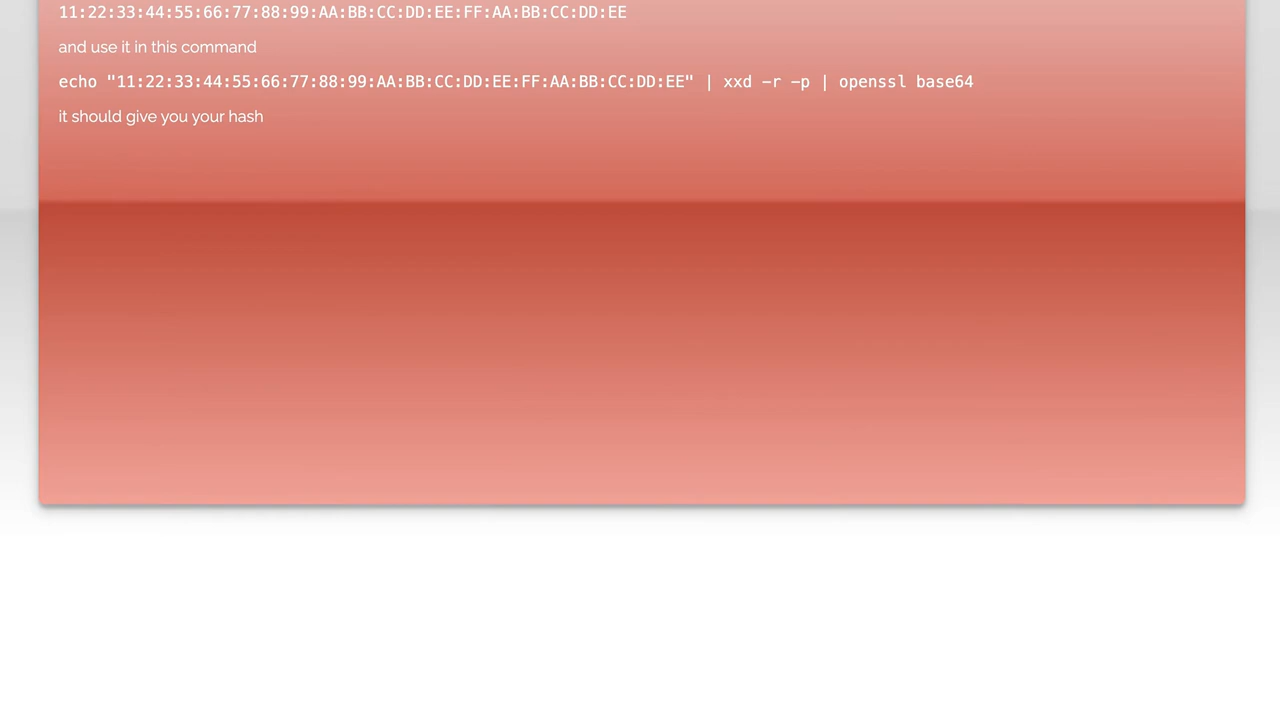 11:22:33:44:55:66:77:88:99:AA:BB:CC:DD:EE:FF:AA:BB:CC:DD:EE
and use it in this command
echo "11:22:33:44:55:66:77:88:99:AA:BB:CC:DD:EE:FF:AA:BB:CC:DD:EE" | xxd -r -p | openssl base64
it should give you your hash